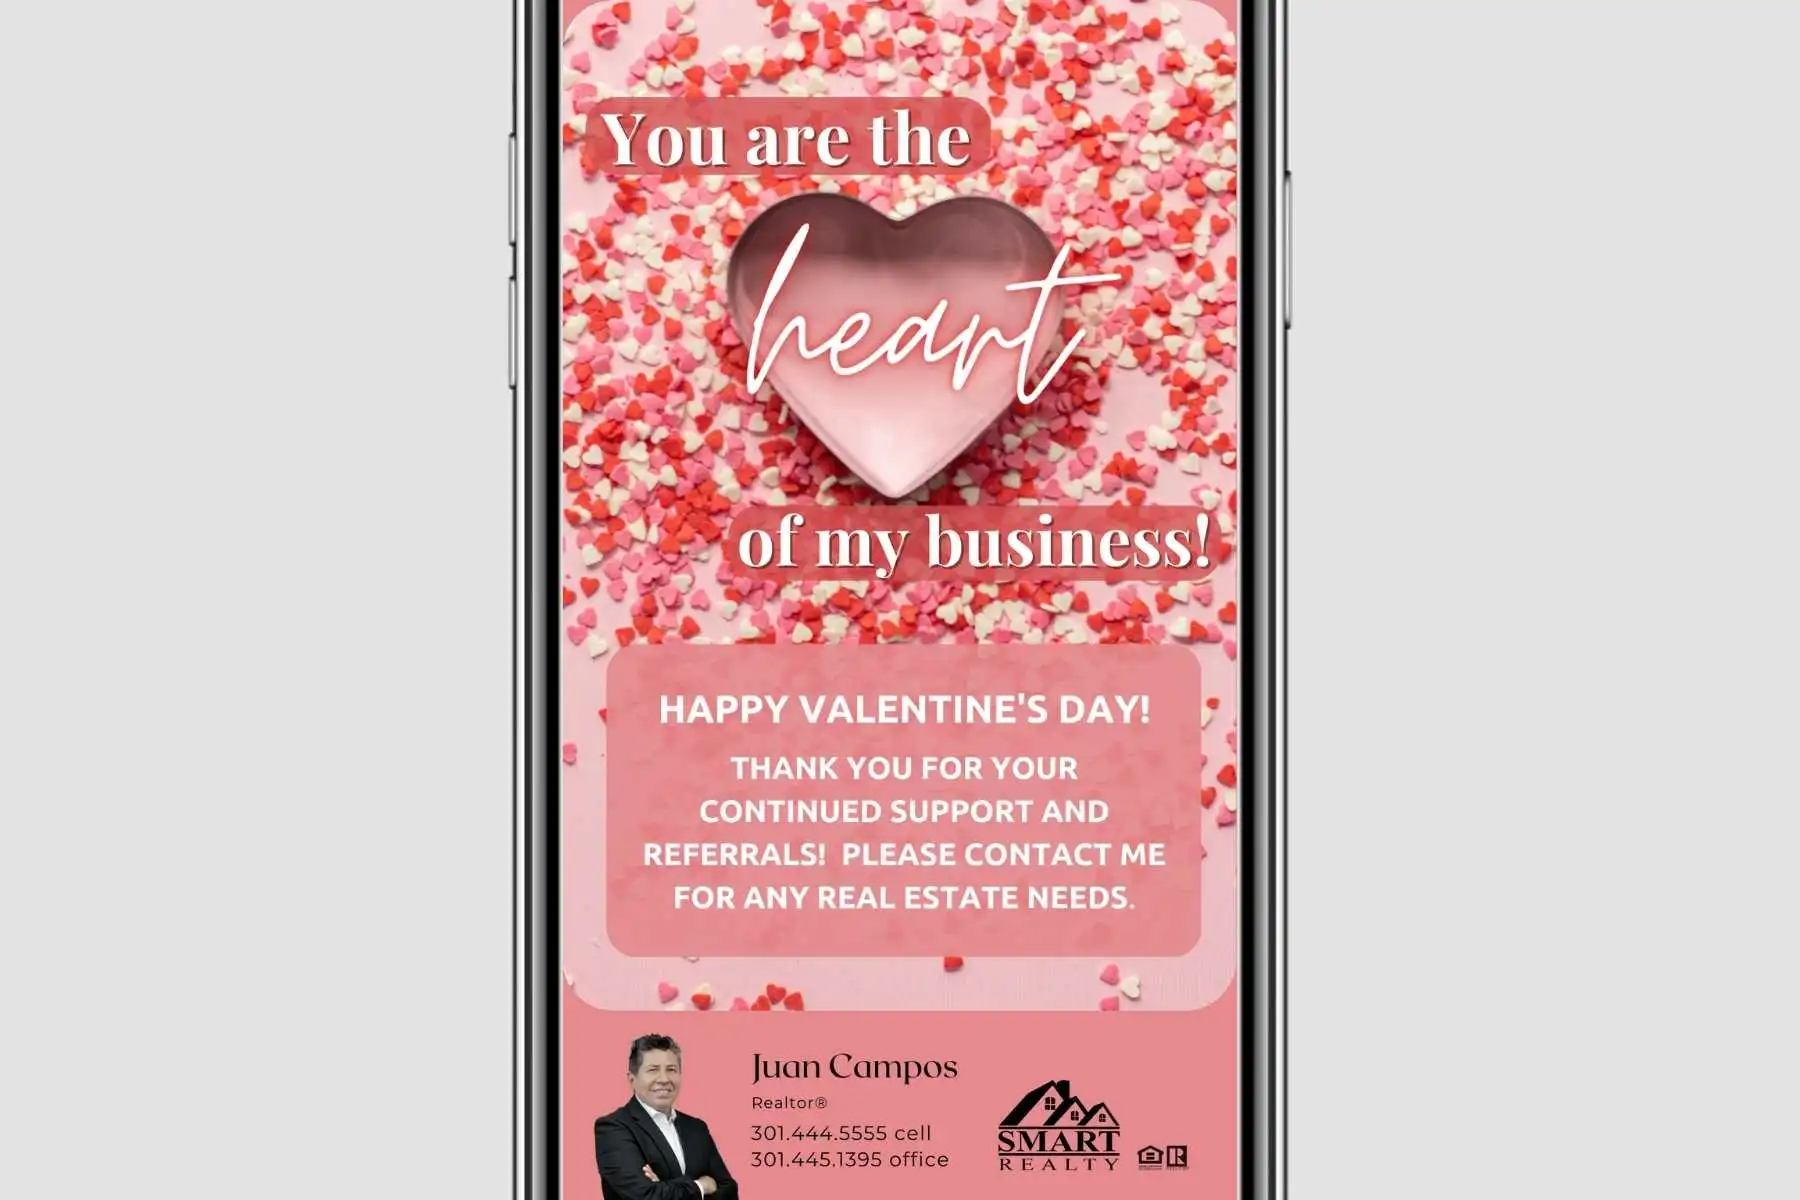 You are the
heart
of my business!
HAPPY VALENTINE'S DAY!
THANK YOU FOR YOUR
CONTINUED SUPPORT AND
REFERRALS!  PLEASE CONTACT ME
FOR ANY REAL ESTATE NEEDS.
Juan Campos
Realtor®
301.444.5555 cell
301.445.1395 office
SMART
REALTY